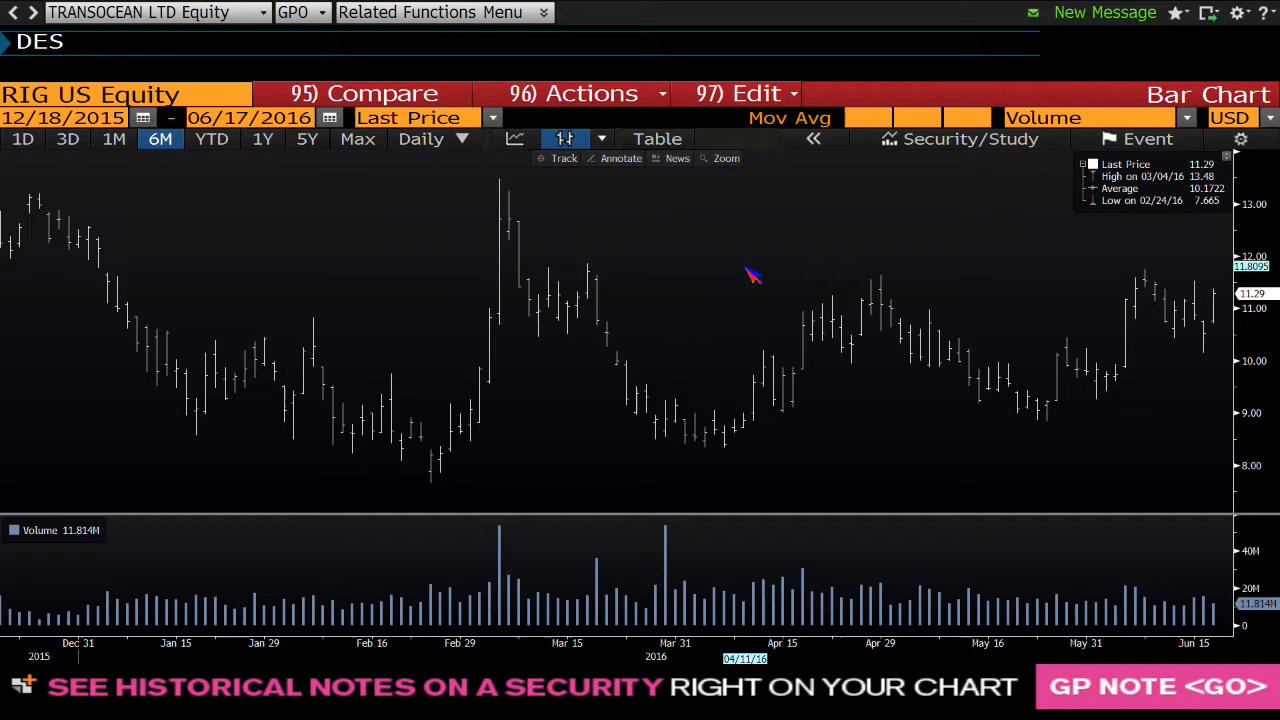 TRANSOCEAN LTD Equity GPO Related Functions Menu New Message ?
DES
RIG US Equity 95) Compare 96) Actions 97) Edit Bar Chart
12/18/2015 - 06/17/2016 Last Price Mov Avg Volume USD
1D 3D 1M 6M YTD 1Y 5Y Max Daily Table « Security/Study Event
Track Annotate News Zoom
Last Price 11.29
High on 03/04/16 13.48
Average 10.1722
Low on 02/24/16 7.665
13.00
12.00
11.8095
11.29
11.00
10.00
9.00
8.00
Volume 11.814M
40M
20M
11.814M
0
Dec 31 Jan 15 Jan 29 Feb 16 Feb 29 Mar 15 Mar 31 Apr 15 Apr 29 May 16 May 31 Jun 15
2015 2016 04/11/16
SEE HISTORICAL NOTES ON A SECURITY RIGHT ON YOUR CHART GP NOTE <GO>